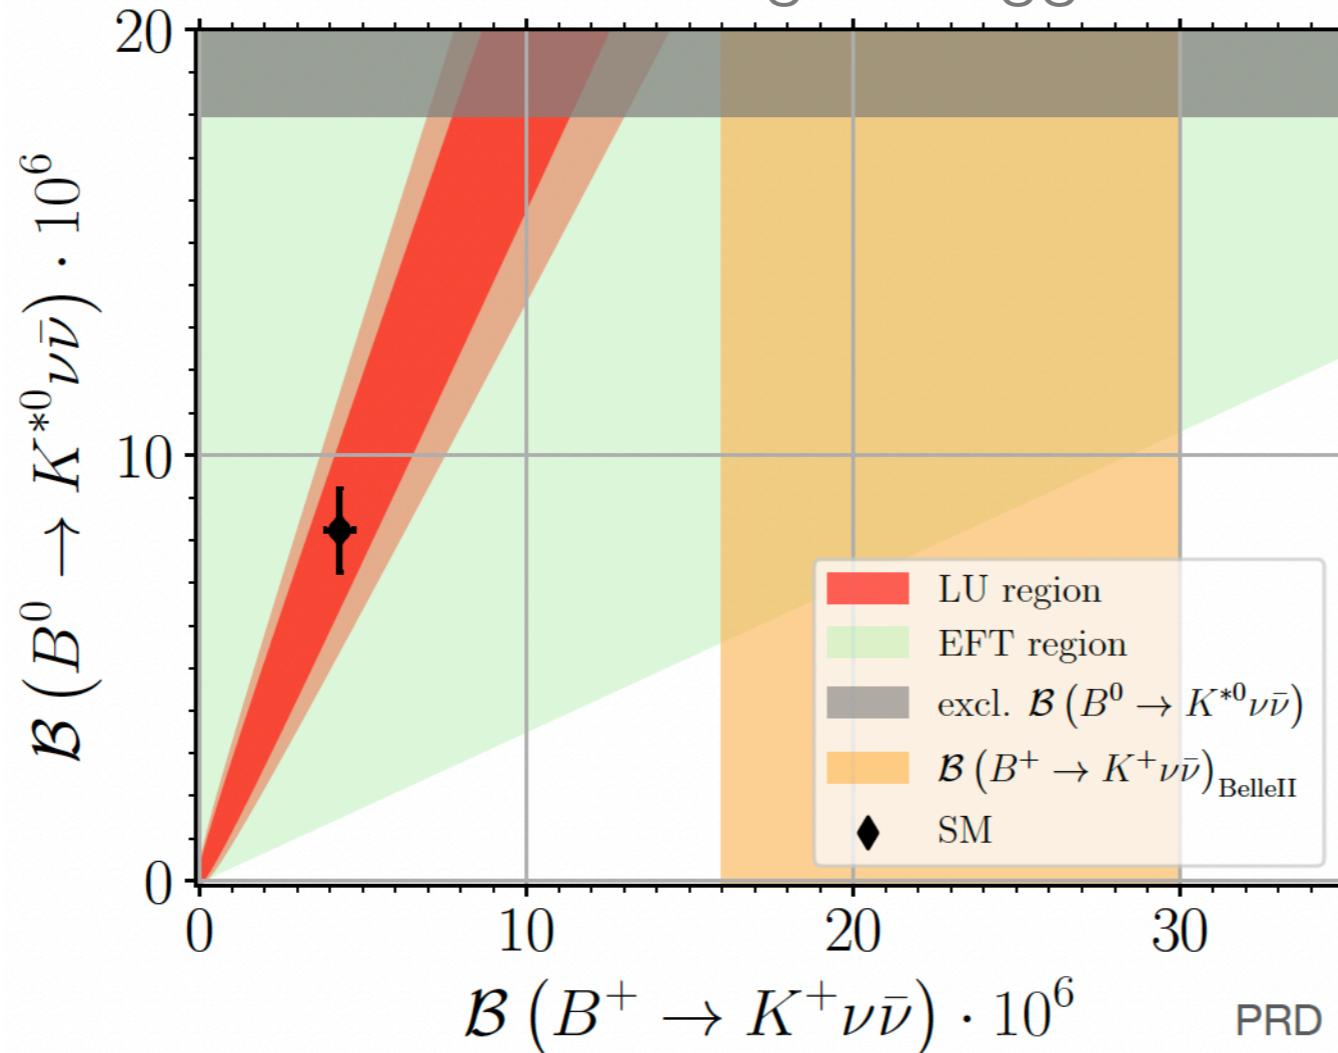 20
10
0
0 10 20 30
𝓑 (B⁰ → K*⁰νν̄) · 10⁶
LU region
EFT region
excl. 𝓑 (B⁰ → K*⁰νν̄)
𝓑 (B⁺ → K⁺νν̄)BelleII
SM
𝓑 (B⁺ → K⁺νν̄) · 10⁶
PRD